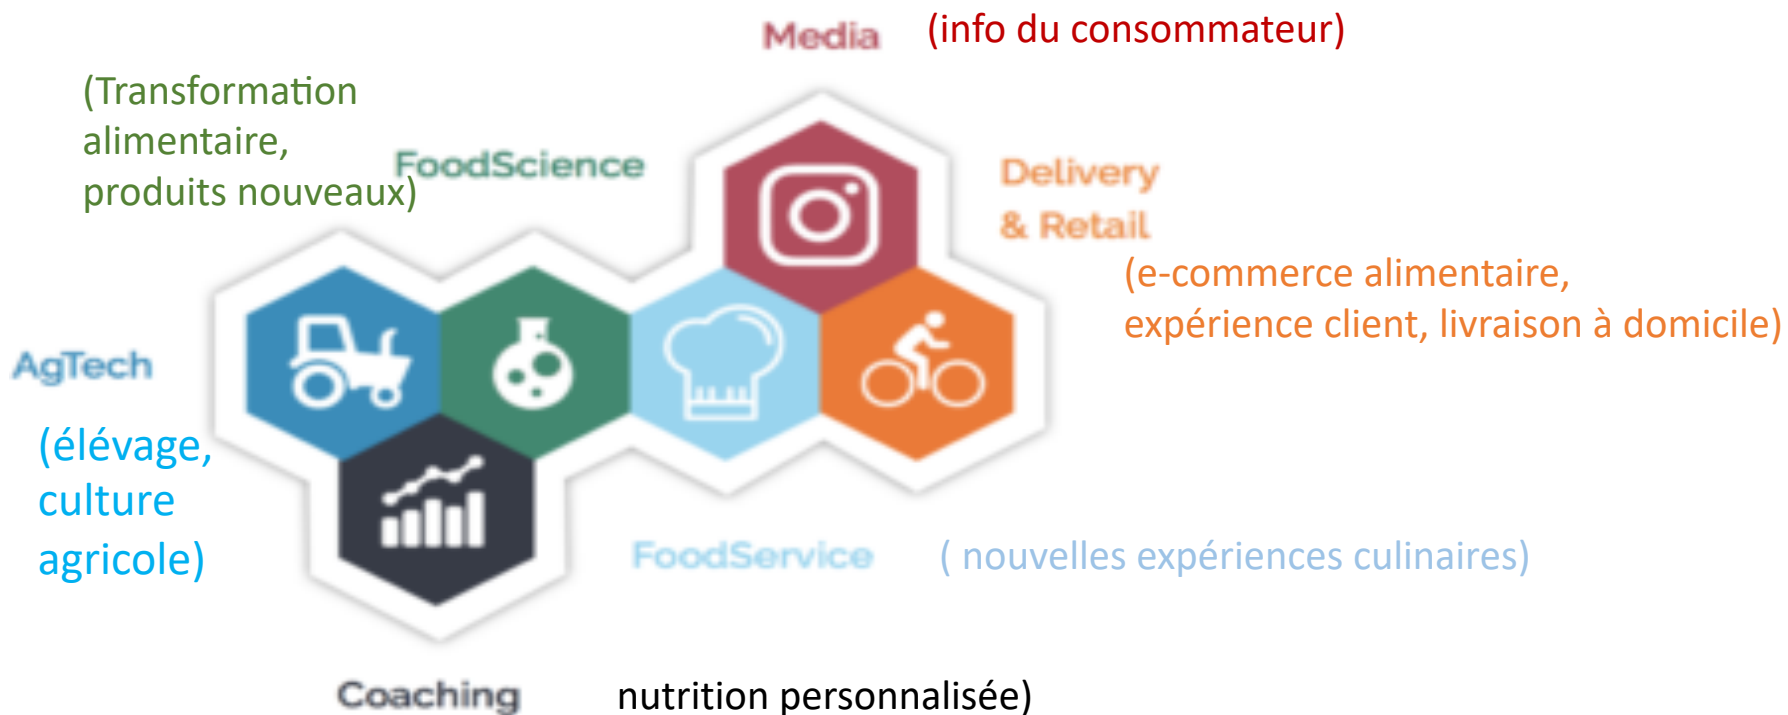 Media (info du consommateur)
(Transformation
alimentaire,
produits nouveaux)
FoodScience
Delivery
& Retail
(e-commerce alimentaire,
expérience client, livraison à domicile)
AgTech
(élévage,
culture
agricole)
FoodService ( nouvelles expériences culinaires)
Coaching nutrition personnalisée)